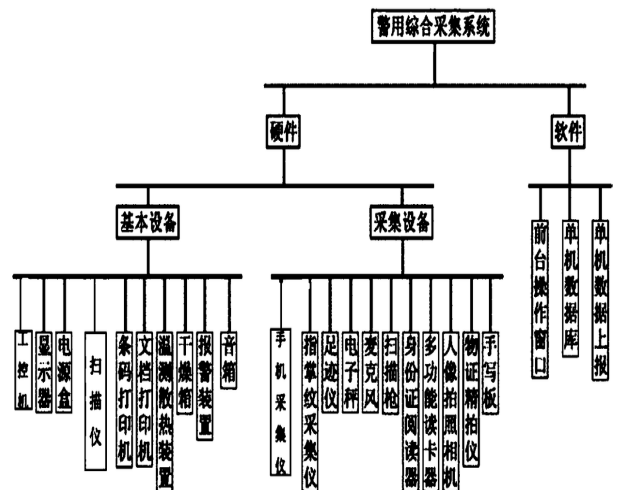 警用综合采集系统
硬件
软件
基本设备
采集设备
前台操作窗口
单机数据库
单机数据上报
工控机
显示器
电源盒
扫描仪
条码打印机
文档打印机
温测散热装置
干燥箱
报警装置
音箱
手机采集仪
指掌纹采集仪
足迹仪
电子秤
麦克风
扫描枪
身份证阅读器
多功能读卡器
人像拍照相机
物证精拍仪
手写板